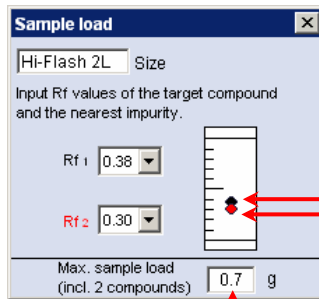 Sample load
Hi-Flash 2L Size
Input Rf values of the target compound
and the nearest impurity.
Rf 1 0.38
Rf 2 0.30
Max. sample load
(incl. 2 compounds) 0.7 g